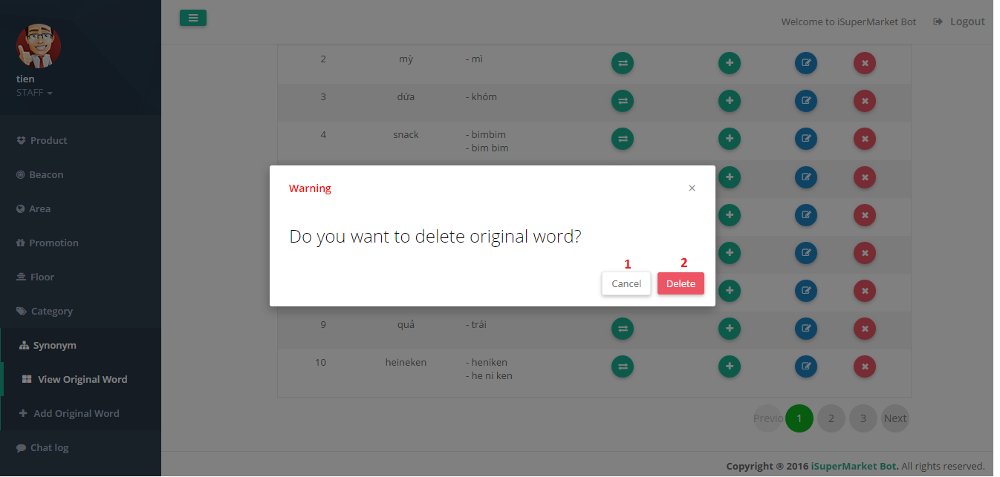 Welcome to iSuperMarket Bot Logout
tien
STAFF
Product
Beacon
Area
Promotion
Floor
Category
Synonym
View Original Word
Add Original Word
Chat log
2 mỳ - mì
3 dứa - khóm
4 snack - bimbim
- bim bim
Warning ×
Do you want to delete original word?
1 2
Cancel Delete
9 quả - trái
10 heineken - heniken
- he ni ken
Previo 1 2 3 Next
Copyright © 2016 iSuperMarket Bot. All rights reserved.